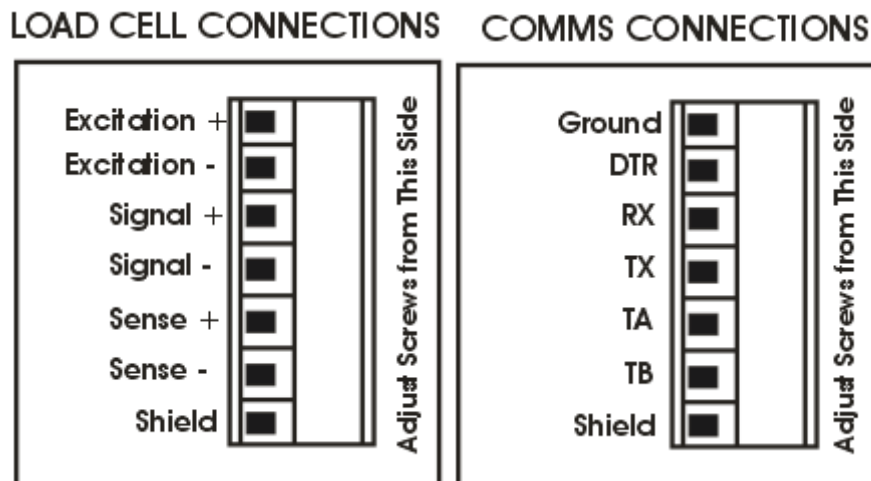 LOAD CELL CONNECTIONS
Excitation +
Excitation -
Signal +
Signal -
Sense +
Sense -
Shield
Adjust Screws from This Side
COMMS CONNECTIONS
Ground
DTR
RX
TX
TA
TB
Shield
Adjust Screws from This Side